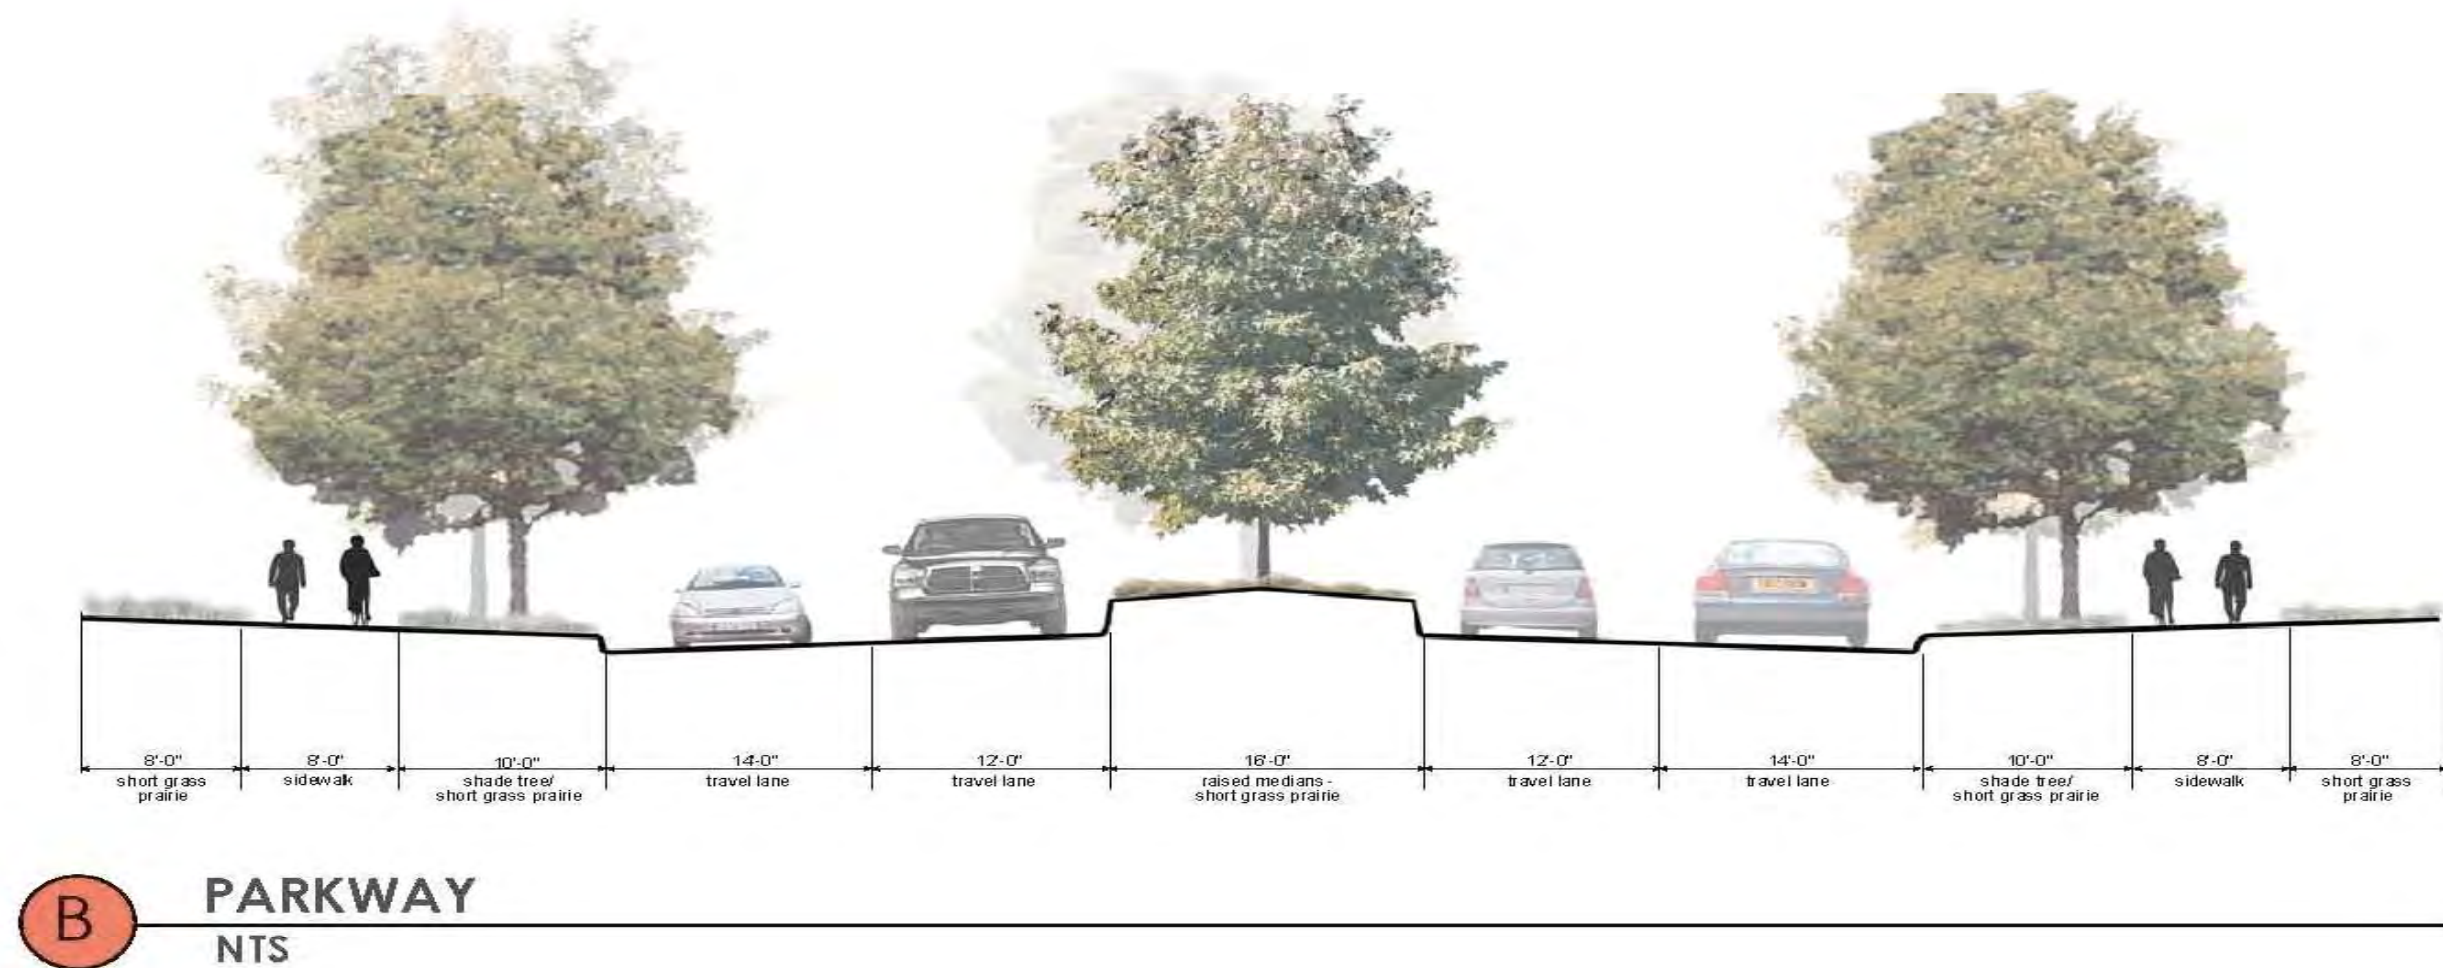 8'-0"
short grass
prairie
8'-0"
sidewalk
10'-0"
shade tree/
short grass prairie
14'-0"
travel lane
12'-0"
travel lane
16'-0"
raised medians -
short grass prairie
12'-0"
travel lane
14'-0"
travel lane
10'-0"
shade tree/
short grass prairie
8'-0"
sidewalk
8'-0"
short grass
prairie
B
PARKWAY
NTS